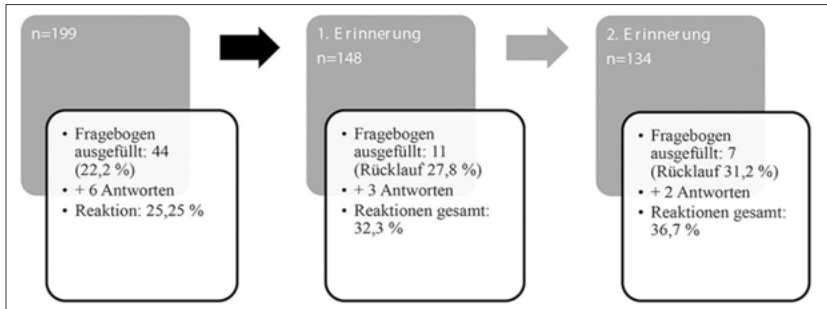 n=199
• Fragebogen
ausgefüllt: 44
(22,2 %)
• + 6 Antworten
• Reaktion: 25,25 %
1. Erinnerung
n=148
• Fragebogen
ausgefüllt: 11
(Rücklauf 27,8 %)
• + 3 Antworten
• Reaktionen gesamt:
32,3 %
2. Erinnerung
n=134
• Fragebogen
ausgefüllt: 7
(Rücklauf 31,2 %)
• + 2 Antworten
• Reaktionen gesamt:
36,7 %